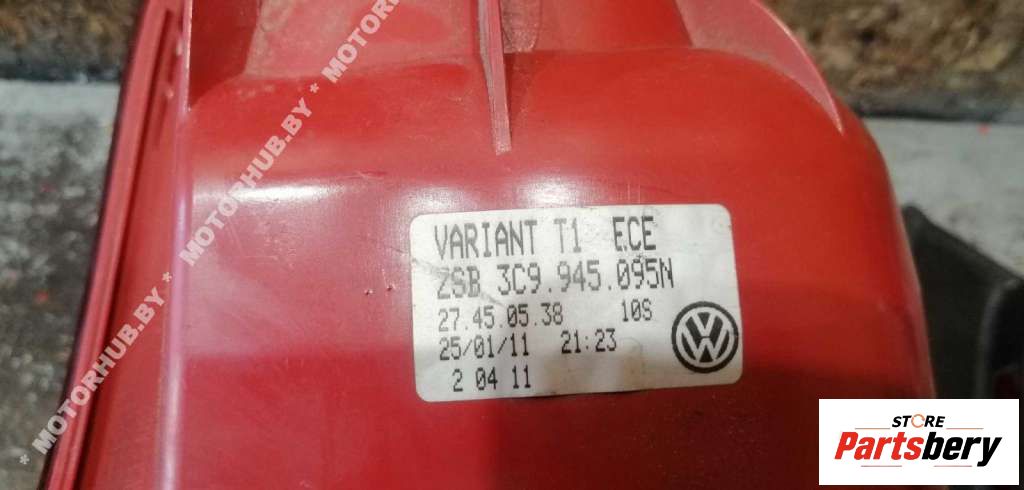 VARIANT T1 ECE
ZSB 3C9.945.095N
27.45.05.38 10S
25/01/11 21:23
2 04 11
* MOTORHUB.BY * MOTORHUB.BY * MOTORHUB.BY *
STORE
Partsbery